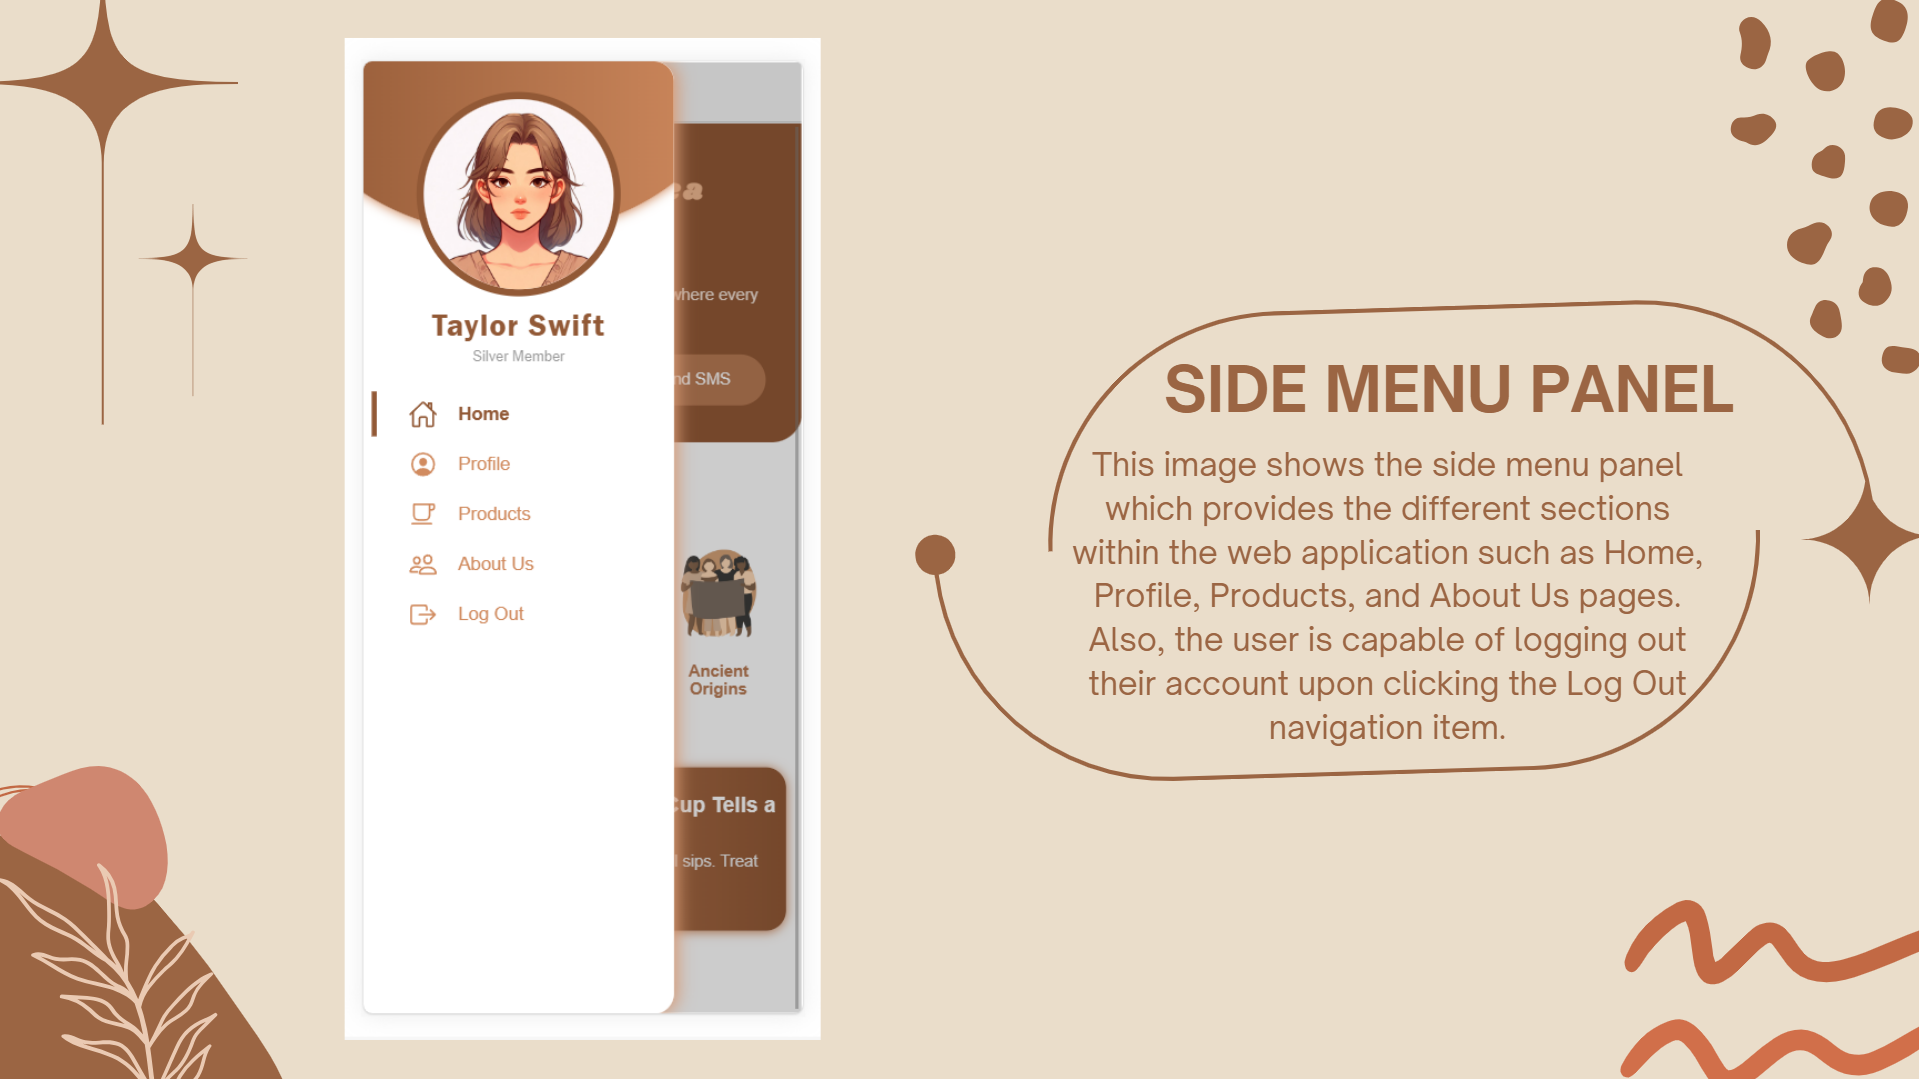 Taylor Swift
Silver Member
Home
Profile
Products
About Us
Log Out
where every
SMS
Ancient
Origins
Cup Tells a
sips. Treat
SIDE MENU PANEL
This image shows the side menu panel
which provides the different sections
within the web application such as Home,
Profile, Products, and About Us pages.
Also, the user is capable of logging out
their account upon clicking the Log Out
navigation item.